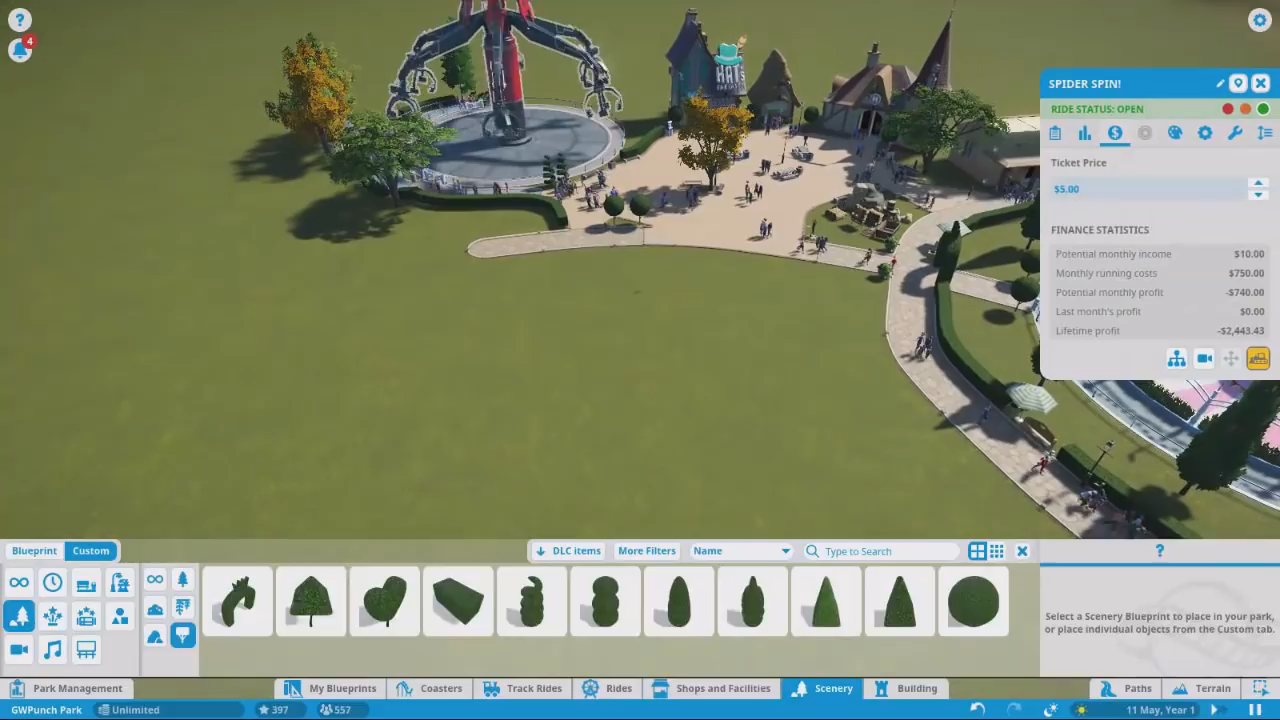 ?
4
HATS
SPIDER SPIN!
RIDE STATUS: OPEN
Ticket Price
$5.00
FINANCE STATISTICS
Potential monthly income $10.00
Monthly running costs $750.00
Potential monthly profit -$740.00
Last month's profit $0.00
Lifetime profit -$2,443.43
Blueprint Custom DLC items More Filters Name Type to Search ?
Select a Scenery Blueprint to place in your park,
or place individual objects from the Custom tab.
Park Management My Blueprints Coasters Track Rides Rides Shops and Facilities Scenery Building Paths Terrain
GWPunch Park Unlimited 397 557 11 May, Year 1